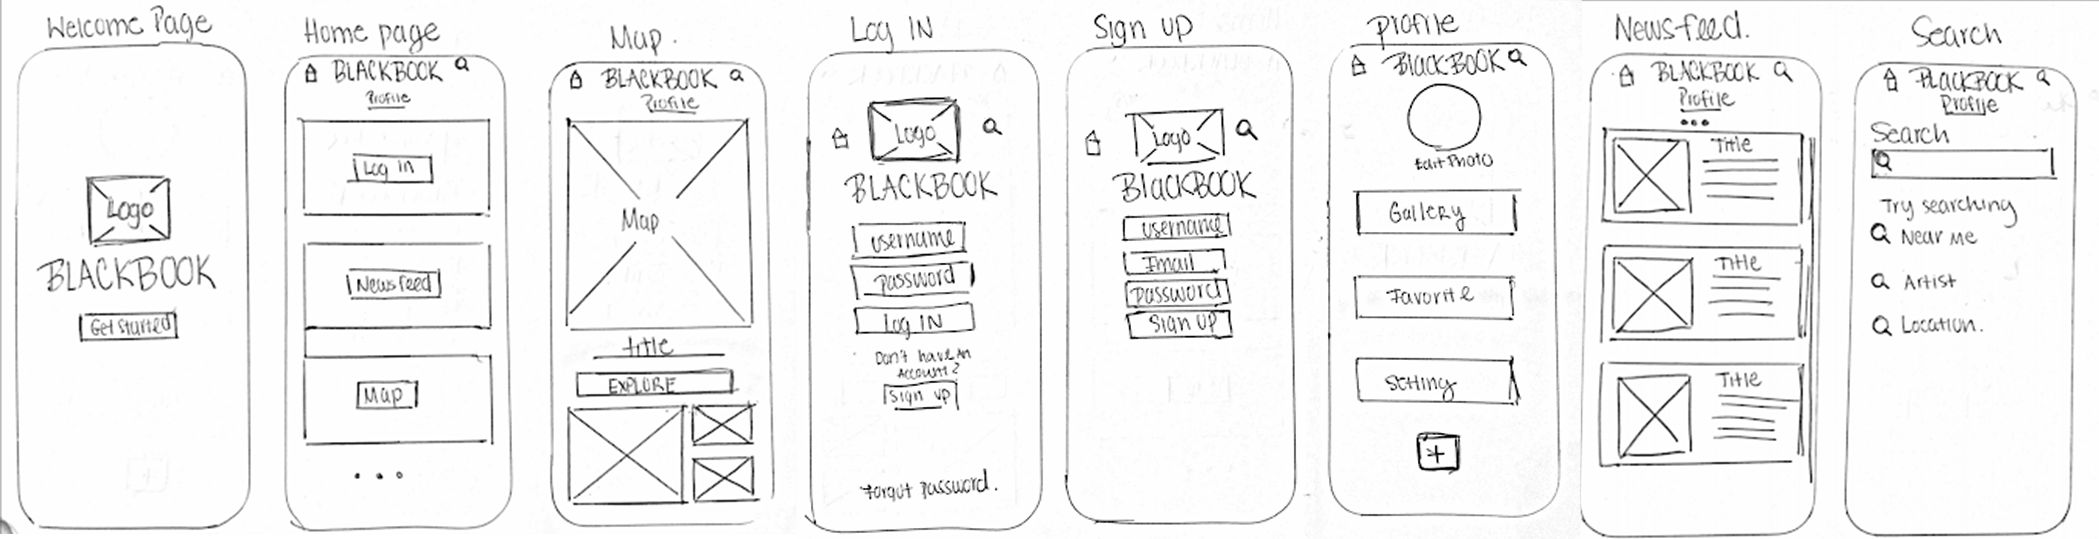 Welcome Page
Logo
BLACKBOOK
Get Started
Home page
BLACKBOOK
Profile
Log in
News feed
Map
Map.
BLACKBOOK
Profile
Map
title
EXPLORE
Log IN
Logo
BLACKBOOK
username
password
log IN
Don't have an
Account?
Sign up
Forgot Password.
Sign up
Logo
BlacKBOOK
username
Email
Password
Sign up
profile
BlacKBOOK
Edit Photo
Gallery
Favorite
Setting
News-feed.
BLACKBOOK
Profile
Title
Title
Title
Search
BLACKBOOK
Profile
Search
Try searching
Near Me
Artist
Location.